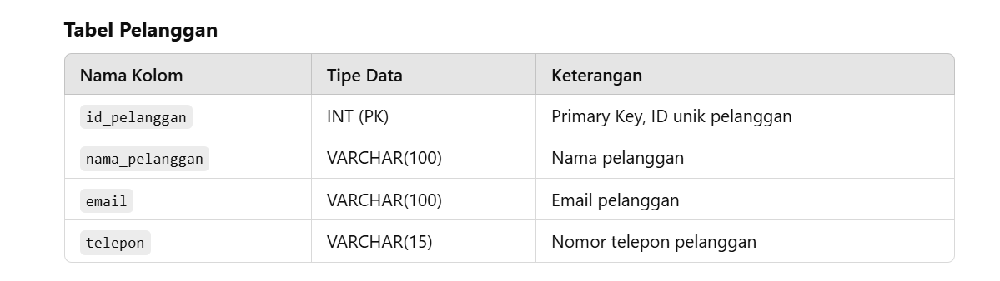 Tabel Pelanggan
Nama Kolom Tipe Data Keterangan
id_pelanggan INT (PK) Primary Key, ID unik pelanggan
nama_pelanggan VARCHAR(100) Nama pelanggan
email VARCHAR(100) Email pelanggan
telepon VARCHAR(15) Nomor telepon pelanggan